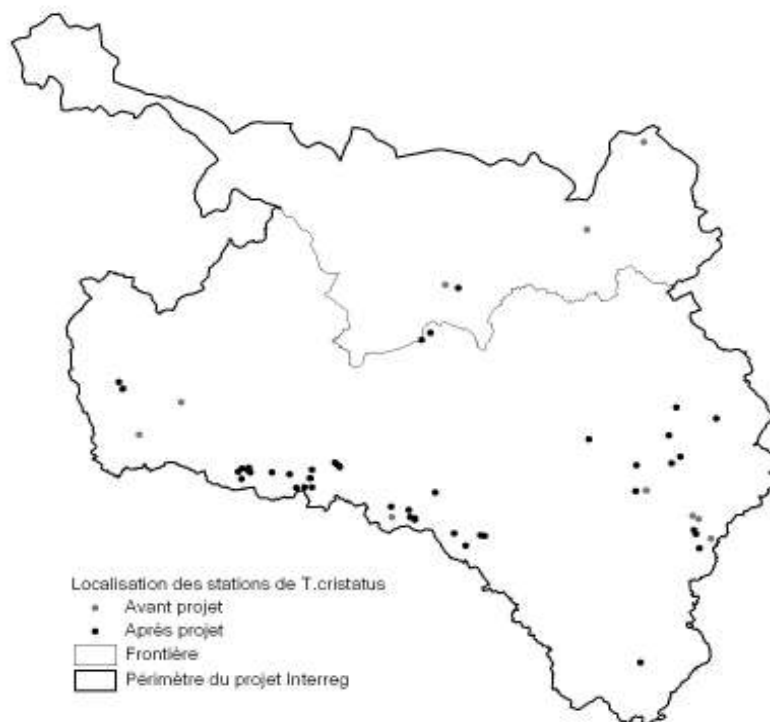 Localisation des stations de T.cristatus
Avant projet
Après projet
Frontière
Périmètre du projet Interreg